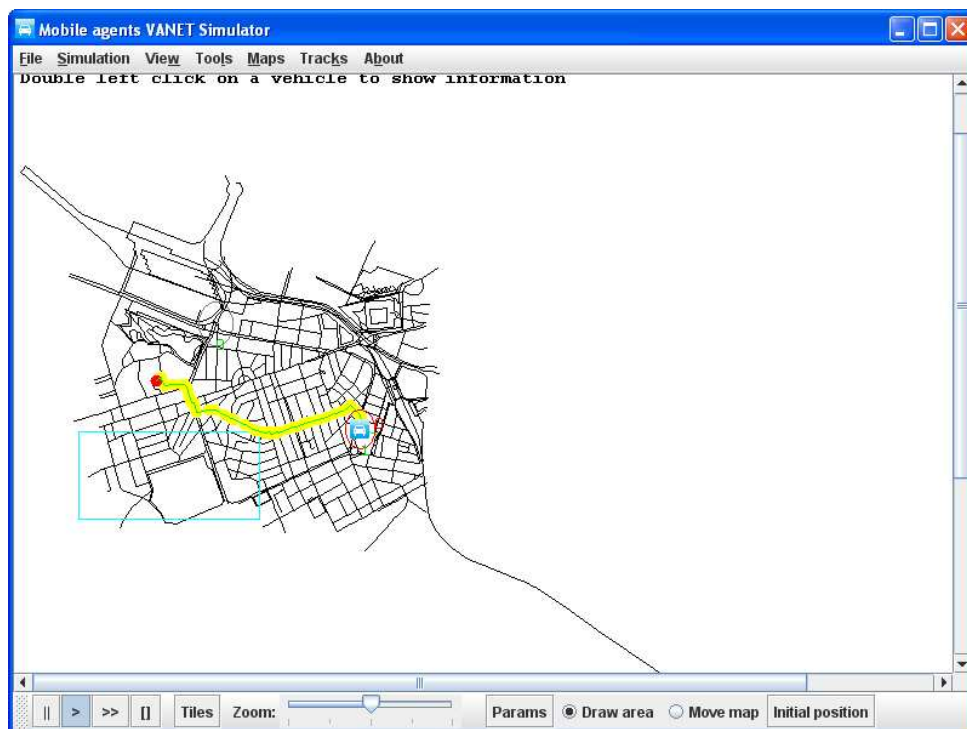 Mobile agents VANET Simulator
File Simulation View Tools Maps Tracks About
Double left click on a vehicle to show information
|| > >> [] Tiles Zoom: Params Draw area Move map Initial position